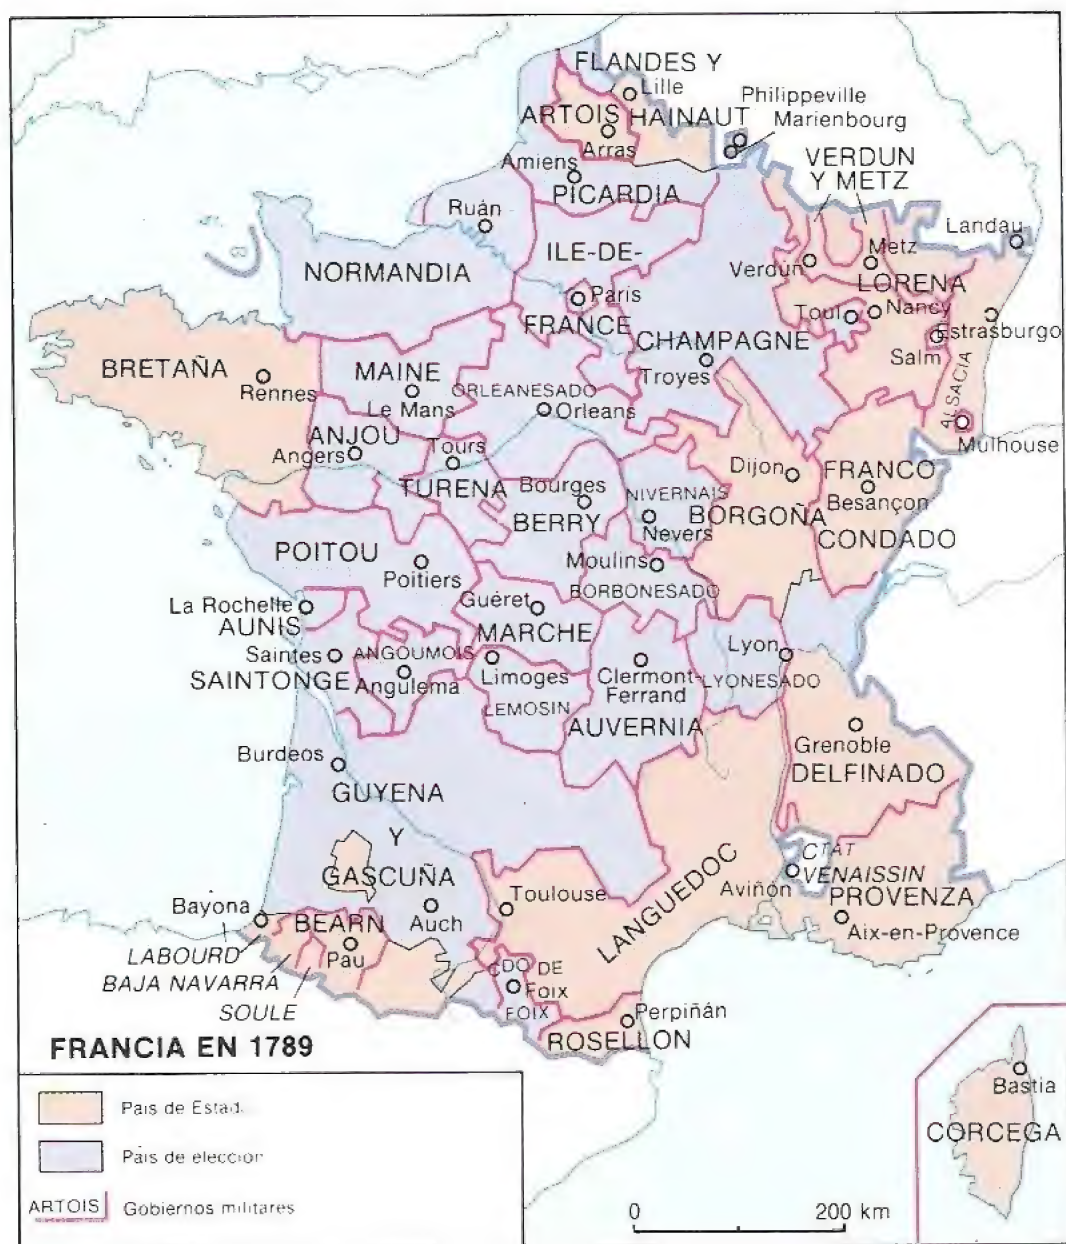 FLANDES Y
Lille
HAINAUT
ARTOIS
Arras
Philippeville
Marienbourg
Amiens
PICARDIA
VERDUN
Y METZ
Ruán
ILE-DE-
FRANCE
París
NORMANDIA
Landau
Metz
Verdún
LORENA
Nancy
Toul
Estrasburgo
Salm
ALSACIA
Mulhouse
CHAMPAGNE
Troyes
BRETAÑA
Rennes
MAINE
Le Mans
ORLEANESADO
Orleans
ANJOU
Angers
Tours
TURENA
Bourges
BERRY
NIVERNAIS
Nevers
Dijon
BORGOÑA
FRANCO
Besançon
CONDADO
POITOU
Poitiers
Moulins
BORBONESADO
La Rochelle
AUNIS
Guéret
MARCHE
Saintes
SAINTONGE
ANGOUMOIS
Angulema
Limoges
LEMOSIN
Clermont-
Ferrand
AUVERNIA
Lyon
LYONESADO
Grenoble
DELFINADO
Burdeos
GUYENA
Y
GASCUÑA
Auch
Toulouse
LANGUEDOC
CTAT
VENAISSIN
Aviñón
PROVENZA
Aix-en-Provence
Bayona
BEARN
Pau
LABOURD
BAJA NAVARRA
SOULE
CDO DE
Foix
FOIX
Perpiñán
ROSELLON
Bastia
CORCEGA
FRANCIA EN 1789
País de Estad.
País de elección
ARTOIS
Gobiernos militares
0 200 km